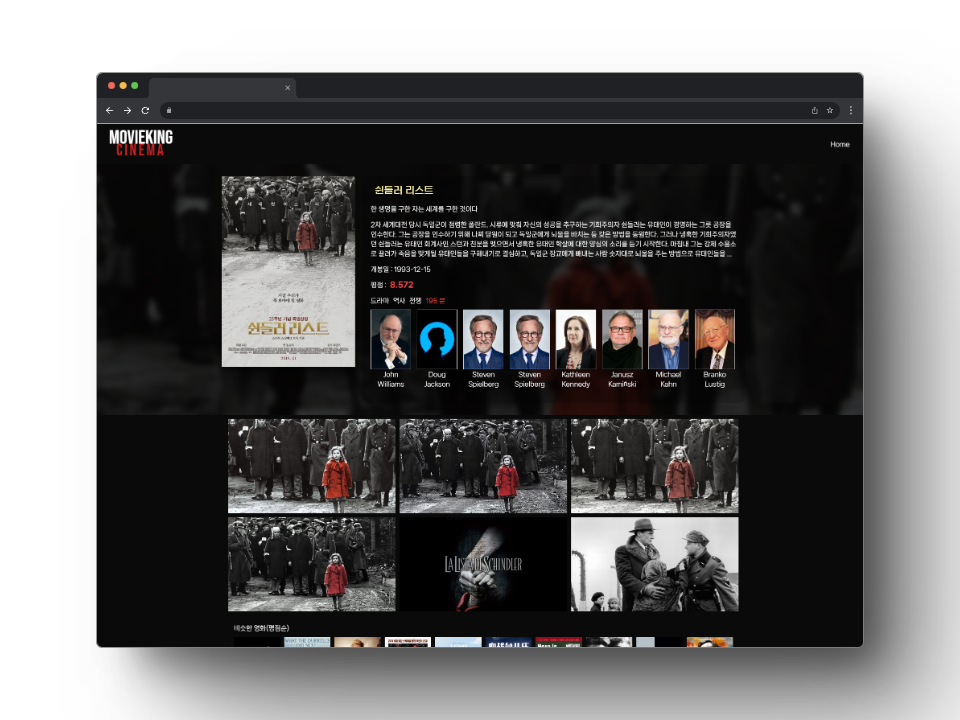 MOVIEKING
CINEMA
Home
쉰들러 리스트
한 생명을 구한 자는 세계를 구한 것이다
2차 세계대전 당시 독일군이 점령한 폴란드. 시류에 맞춰 자신의 성공을 추구하는 기회주의자 쉰들러는 유대인이 경영하는 그릇 공장을
인수한다. 그는 공장을 인수하기 위해 나찌 당원이 되고 독일군에게 뇌물을 바치는 등 갖은 방법을 동원한다. 그러나 냉혹한 기회주의자였
던 쉰들러는 유대인 회계사인 스턴과 친분을 맺으면서 냉혹한 유대인 학살에 대한 양심의 소리를 듣기 시작한다. 마침내 그는 강제 수용소
로 끌려가 죽음을 맞게될 유대인들을 구해내기로 결심하고, 독일군 장교에게 빼내는 사람 숫자대로 뇌물을 주는 방법으로 유대인들을 ...
개봉일 : 1993-12-15
평점 : 8.572
드라마 역사 전쟁 195 분
쉰들러 리스트
John
Williams
Doug
Jackson
Steven
Spielberg
Steven
Spielberg
Kathleen
Kennedy
Janusz
Kamiński
Michael
Kahn
Branko
Lustig
LA LISTA DI SCHINDLER
비슷한 영화(평점순)